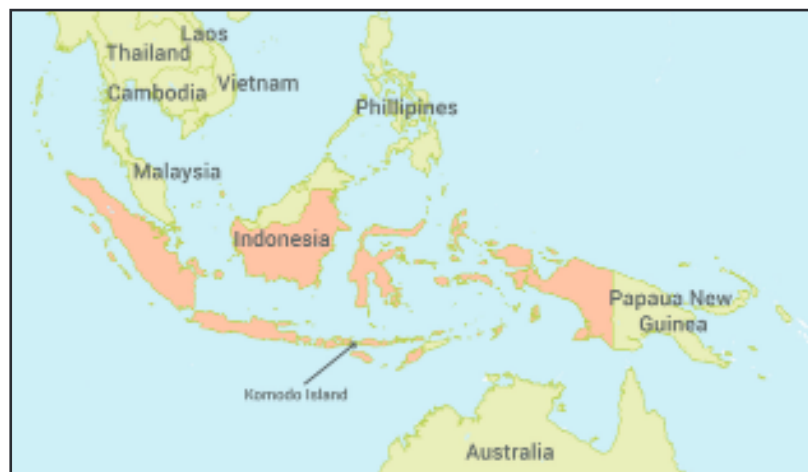 Laos
Thailand
Vietnam
Cambodia
Phillipines
Malaysia
Indonesia
Papaua New
Guinea
Komodo Island
Australia